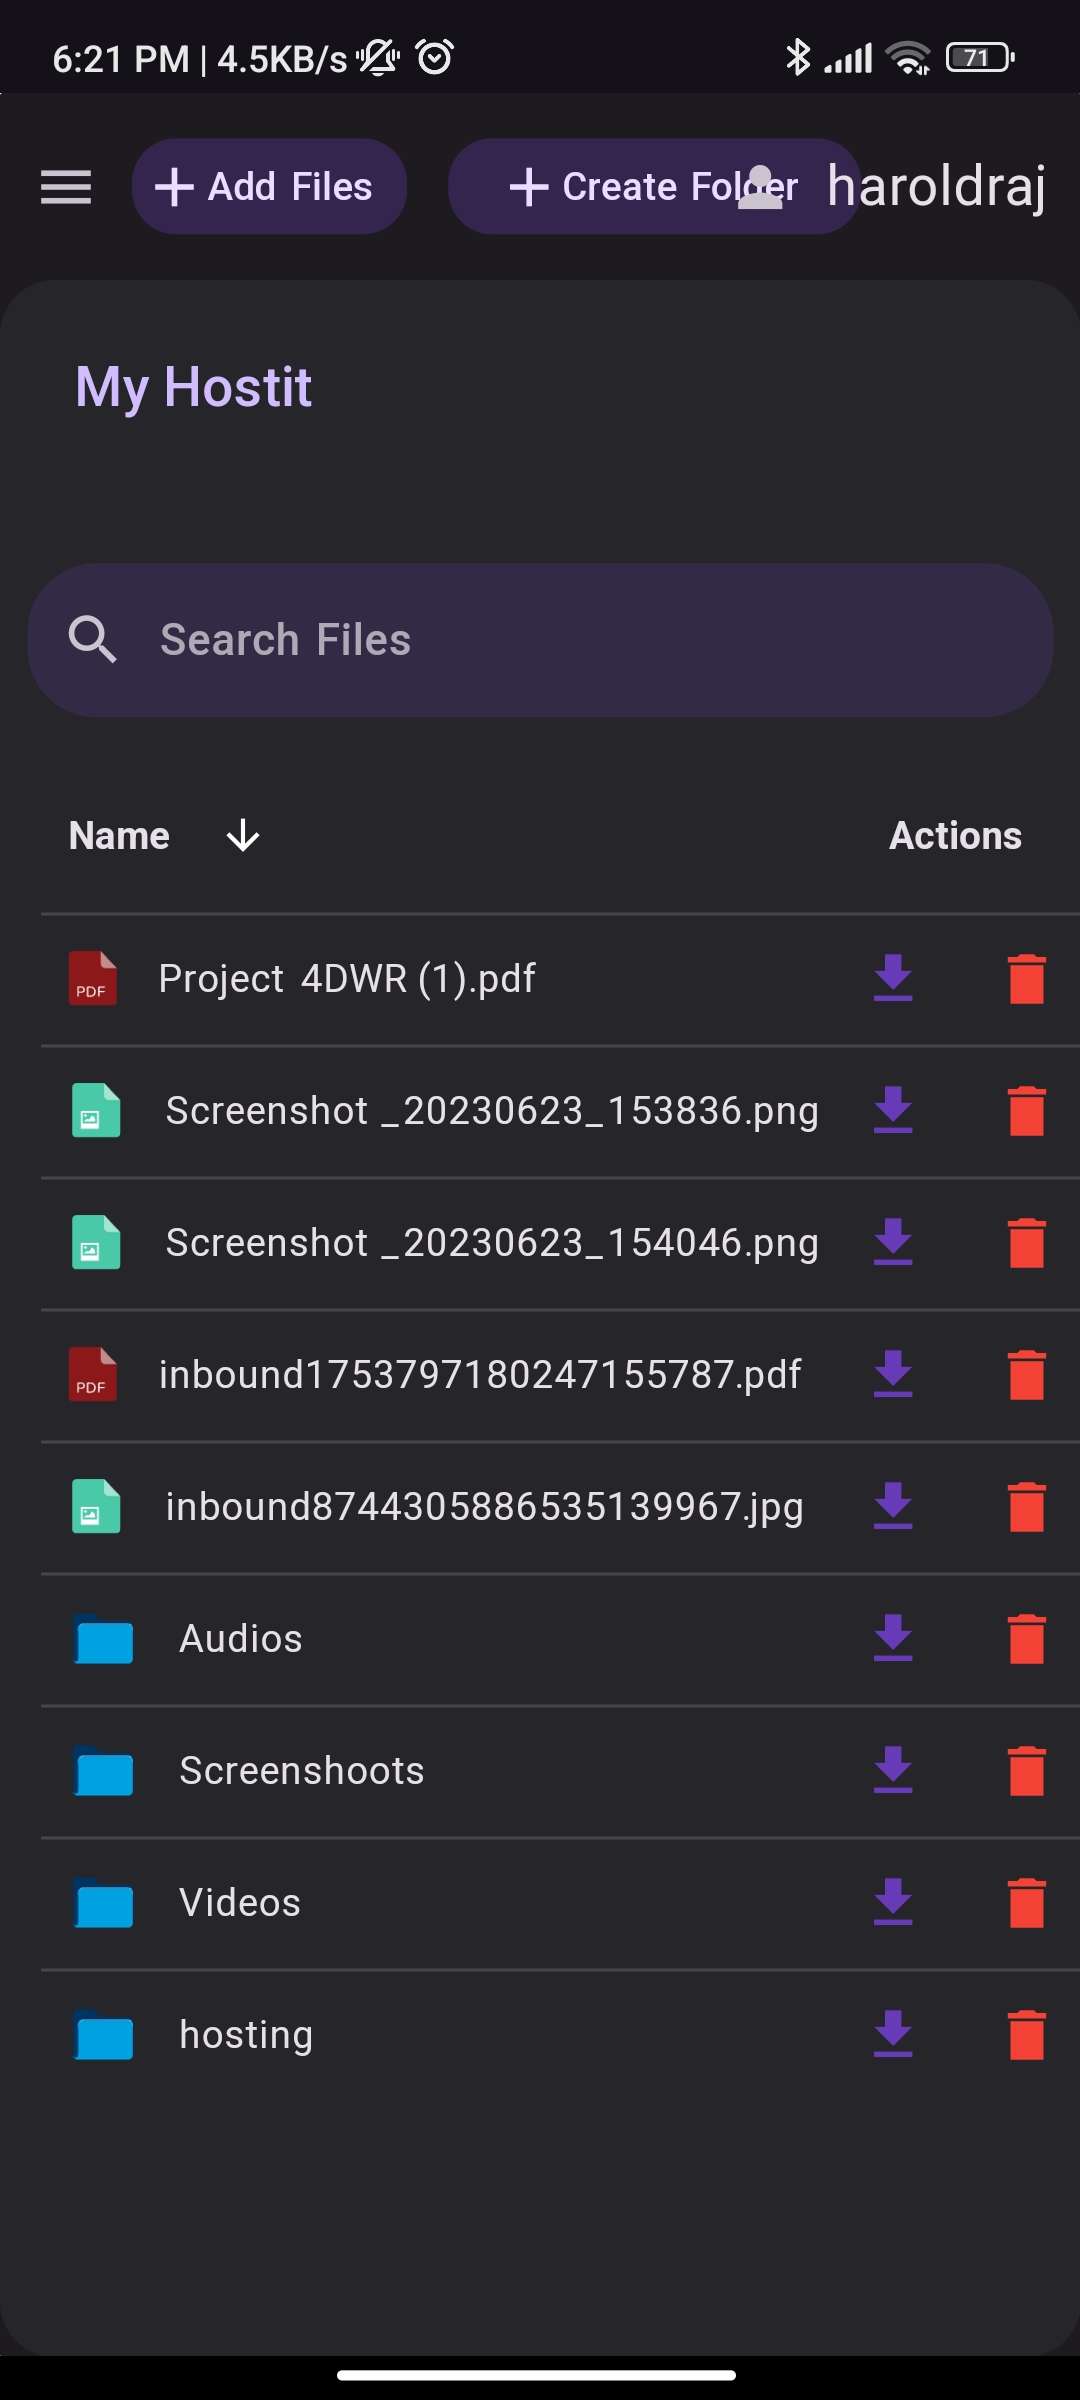 6:21 PM | 4.5KB/s 71
Add Files Create Folder haroldraj
My Hostit
Search Files
Name Actions
PDF Project 4DWR (1).pdf
Screenshot _20230623_153836.png
Screenshot _20230623_154046.png
PDF inbound1753797180247155787.pdf
inbound8744305886535139967.jpg
Audios
Screenshoots
Videos
hosting